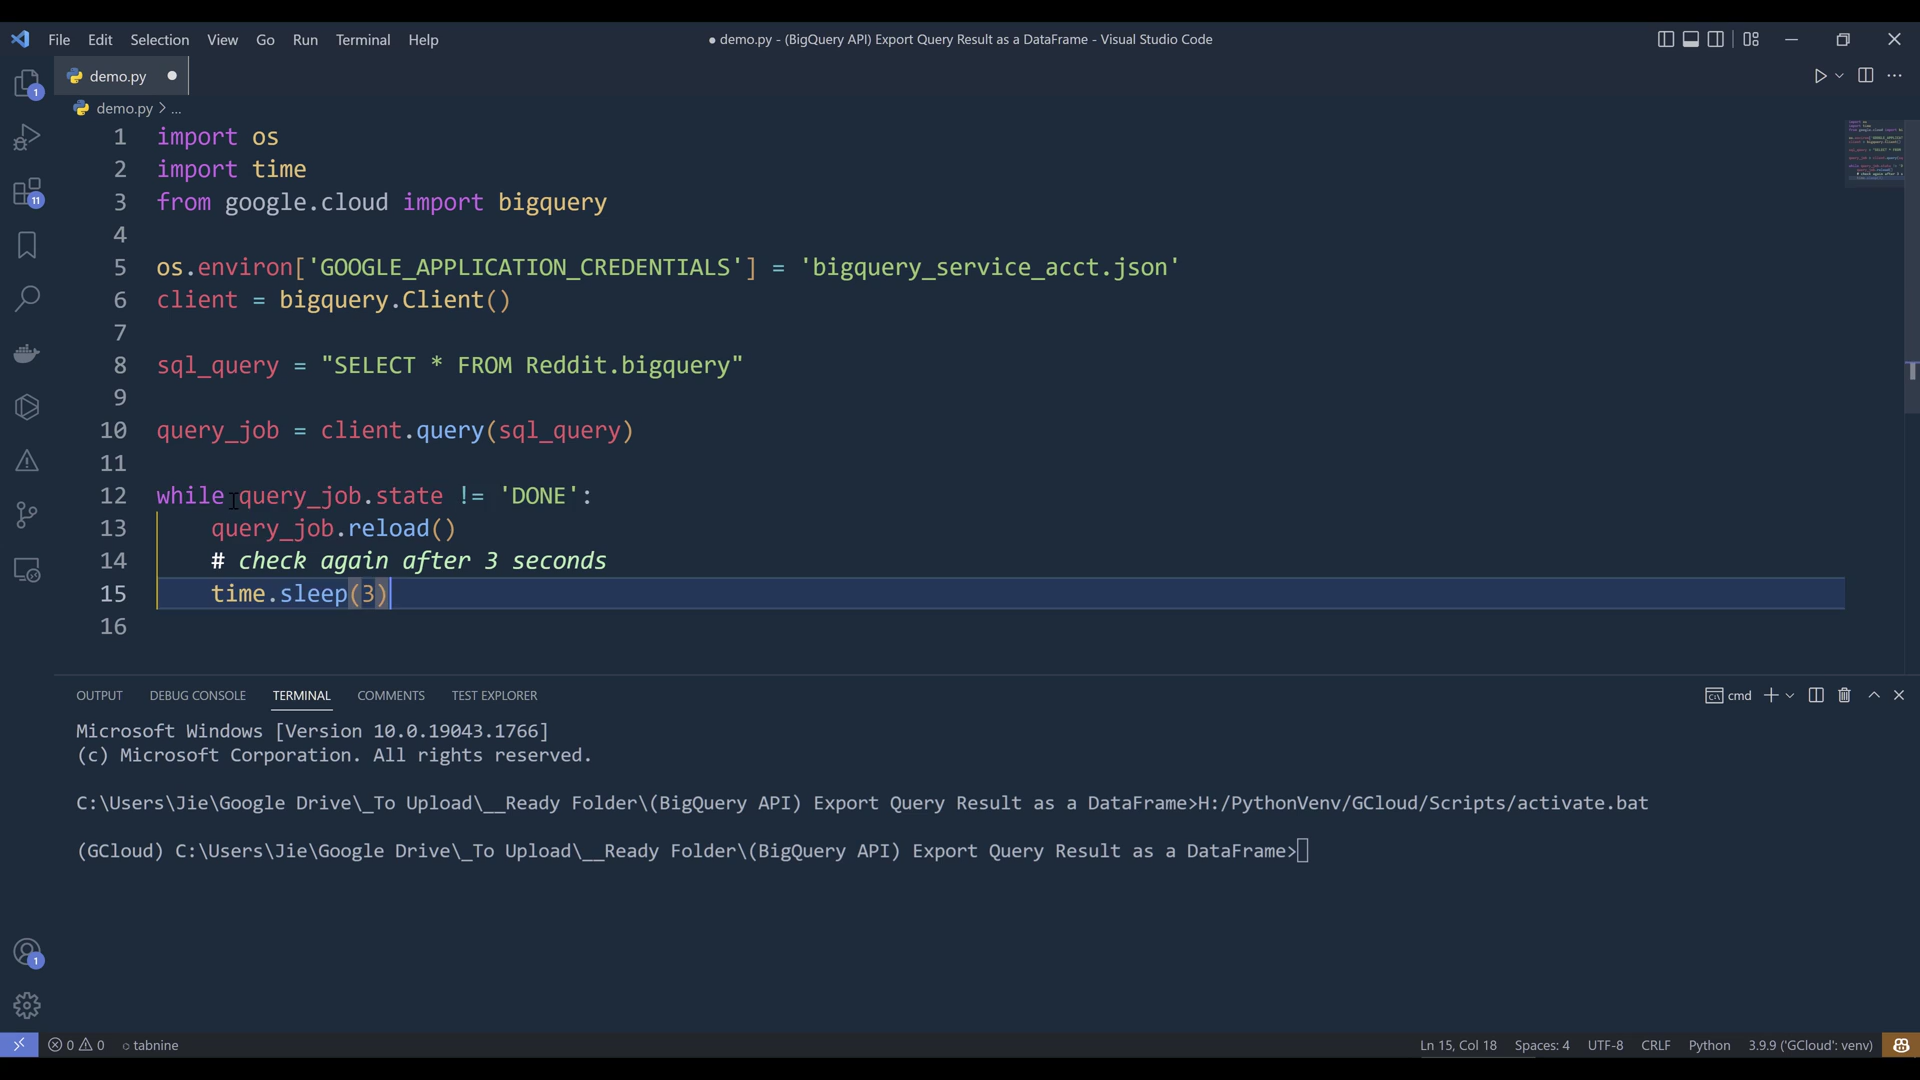 File Edit Selection View Go Run Terminal Help
● demo.py - (BigQuery API) Export Query Result as a DataFrame - Visual Studio Code
demo.py
demo.py > ...
1 import os
2 import time
3 from google.cloud import bigquery
4
5 os.environ['GOOGLE_APPLICATION_CREDENTIALS'] = 'bigquery_service_acct.json'
6 client = bigquery.Client()
7
8 sql_query = "SELECT * FROM Reddit.bigquery"
9
10 query_job = client.query(sql_query)
11
12 while query_job.state != 'DONE':
13 query_job.reload()
14 # check again after 3 seconds
15 time.sleep(3)
16
1
11
OUTPUT DEBUG CONSOLE TERMINAL COMMENTS TEST EXPLORER
cmd
Microsoft Windows [Version 10.0.19043.1766]
(c) Microsoft Corporation. All rights reserved.
C:\Users\Jie\Google Drive\_To Upload\__Ready Folder\(BigQuery API) Export Query Result as a DataFrame>H:/PythonVenv/GCloud/Scripts/activate.bat
(GCloud) C:\Users\Jie\Google Drive\_To Upload\__Ready Folder\(BigQuery API) Export Query Result as a DataFrame>
1
0 0 tabnine
Ln 15, Col 18 Spaces: 4 UTF-8 CRLF Python 3.9.9 ('GCloud': venv)